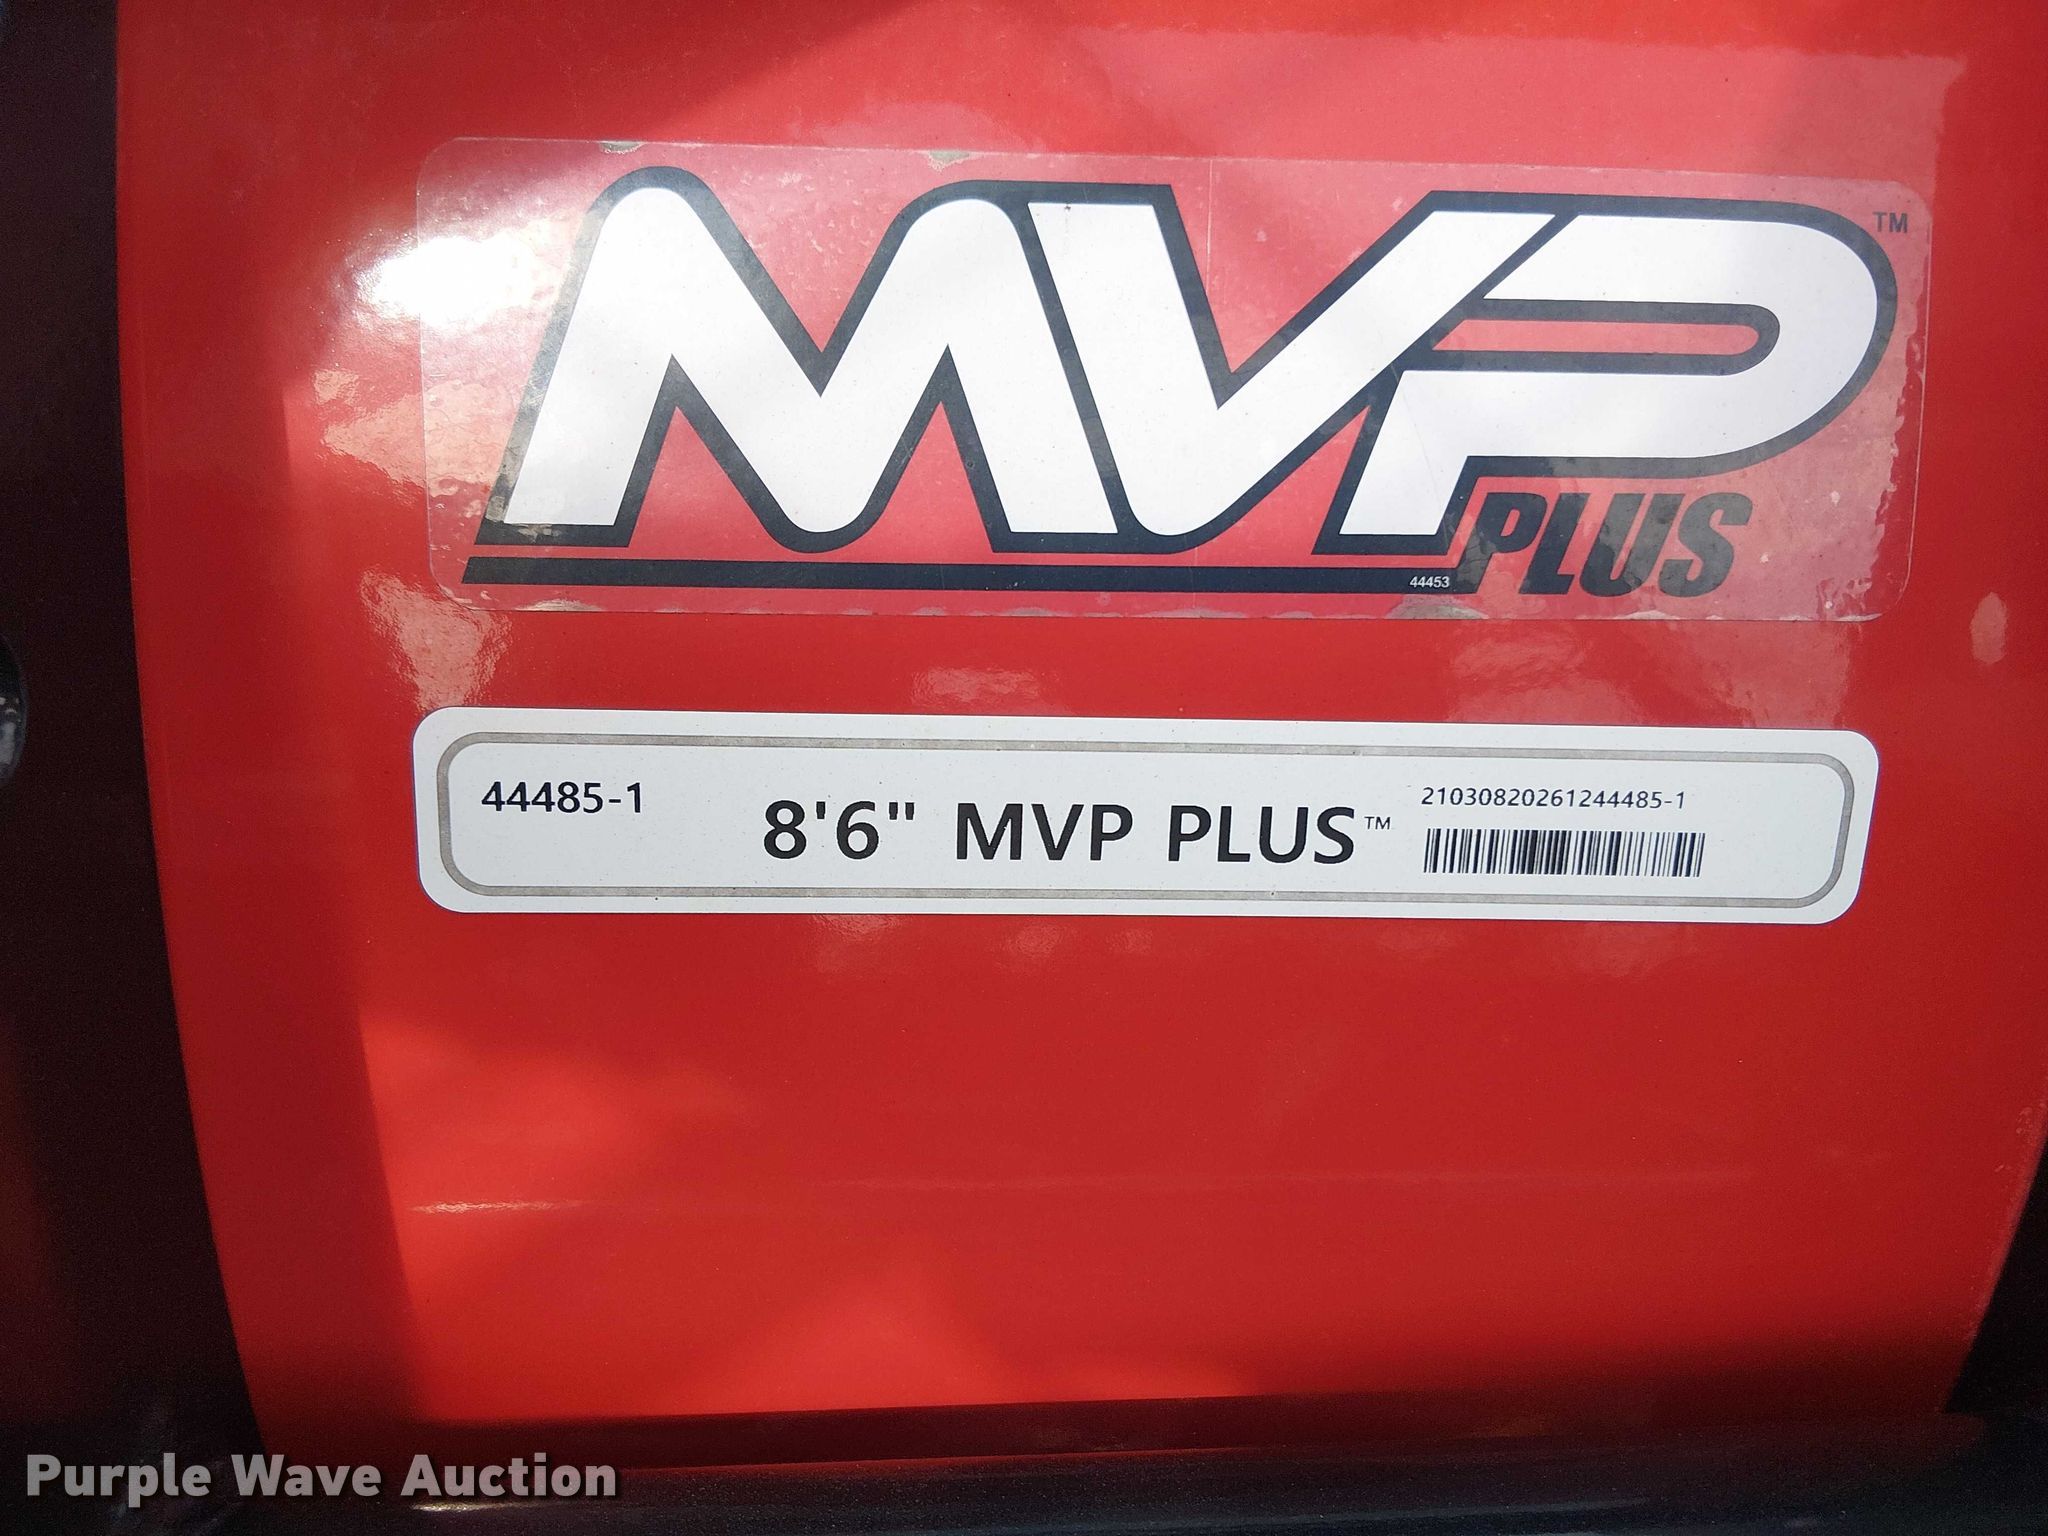 MVP™
PLUS
44453
44485-1
8'6" MVP PLUS™
21030820261244485-1
Purple Wave Auction